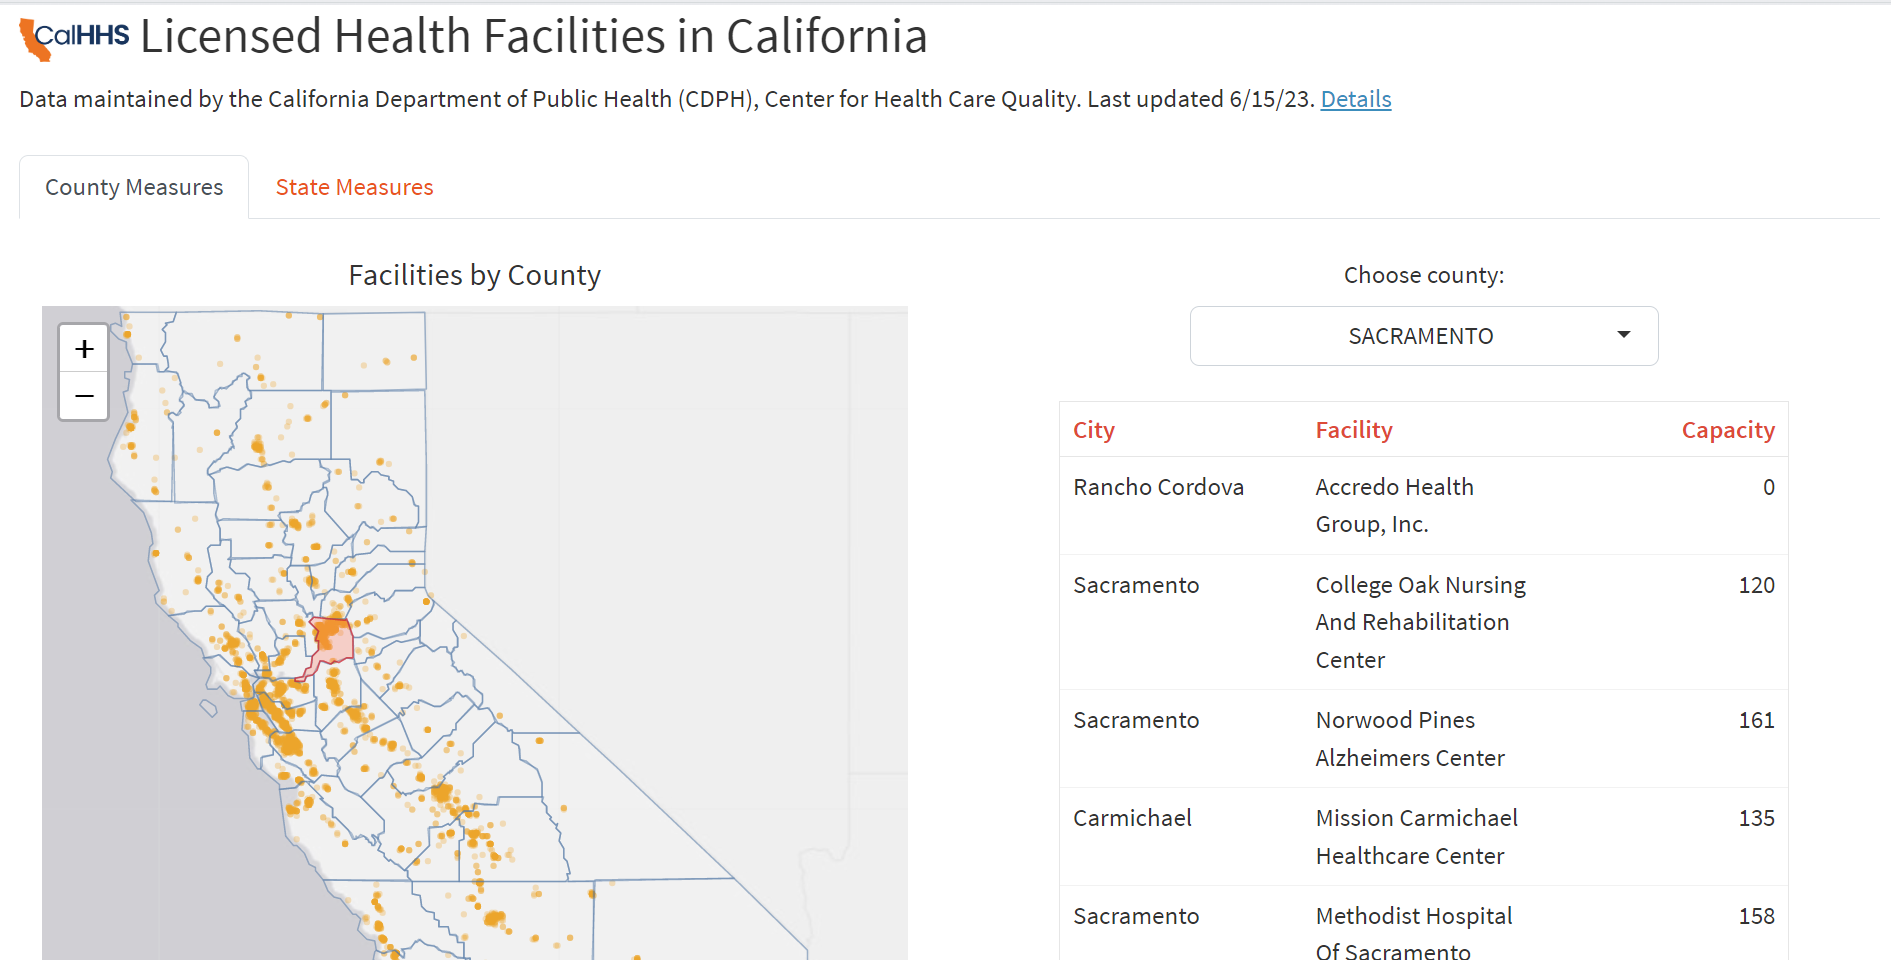 CalHHS Licensed Health Facilities in California
Data maintained by the California Department of Public Health (CDPH), Center for Health Care Quality. Last updated 6/15/23. Details
County Measures
State Measures
Facilities by County
+
−
Choose county:
SACRAMENTO
City Facility Capacity
Rancho Cordova Accredo Health 0
Group, Inc.
Sacramento College Oak Nursing 120
And Rehabilitation
Center
Sacramento Norwood Pines 161
Alzheimers Center
Carmichael Mission Carmichael 135
Healthcare Center
Sacramento Methodist Hospital 158
Of Sacramento